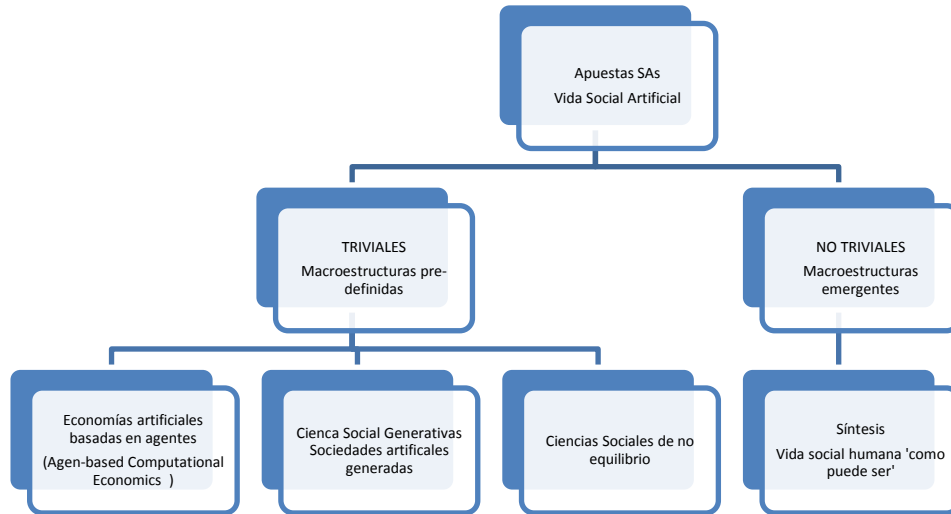 Apuestas SAs
Vida Social Artificial
TRIVIALES
Macroestructuras pre-
definidas
NO TRIVIALES
Macroestructuras
emergentes
Economías artificiales
basadas en agentes
(Agen-based Computational
Economics )
Cienca Social Generativas
Sociedades artificales
generadas
Ciencias Sociales de no
equilibrio
Síntesis
Vida social humana 'como
puede ser'